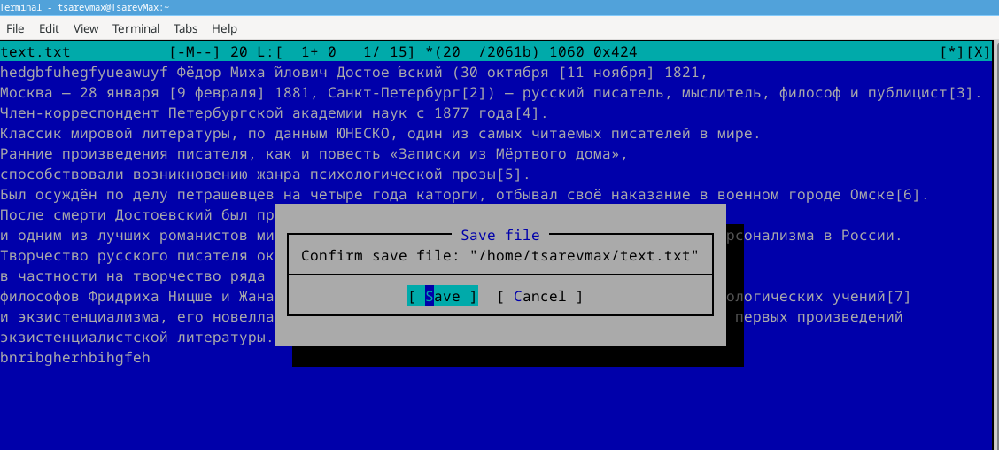 Terminal - tsarevmax@TsarevMax:~
File Edit View Terminal Tabs Help
text.txt [-M--] 20 L:[ 1+ 0 1/ 15] *(20 /2061b) 1060 0x424 [*][X]
hedgbfuhegfyueawuyf Фёдор Миха́йлович Достое́вский (30 октября [11 ноября] 1821,
Москва — 28 января [9 февраля] 1881, Санкт-Петербург[2]) — русский писатель, мыслитель, философ и публицист[3].
Член-корреспондент Петербургской академии наук с 1877 года[4].
Классик мировой литературы, по данным ЮНЕСКО, один из самых читаемых писателей в мире.
Ранние произведения писателя, как и повесть «Записки из Мёртвого дома»,
способствовали возникновению жанра психологической прозы[5].
Был осуждён по делу петрашевцев на четыре года каторги, отбывал своё наказание в военном городе Омске[6].
После смерти Достоевский был пр
и одним из лучших романистов ми рсонализма в России.
Творчество русского писателя ок
в частности на творчество ряда
философов Фридриха Ницше и Жана ологических учений[7]
и экзистенциализма, его новелла первых произведений
экзистенциалистской литературы.
bnribgherhbihgfeh
Save file
Confirm save file: "/home/tsarevmax/text.txt"
[ Save ] [ Cancel ]